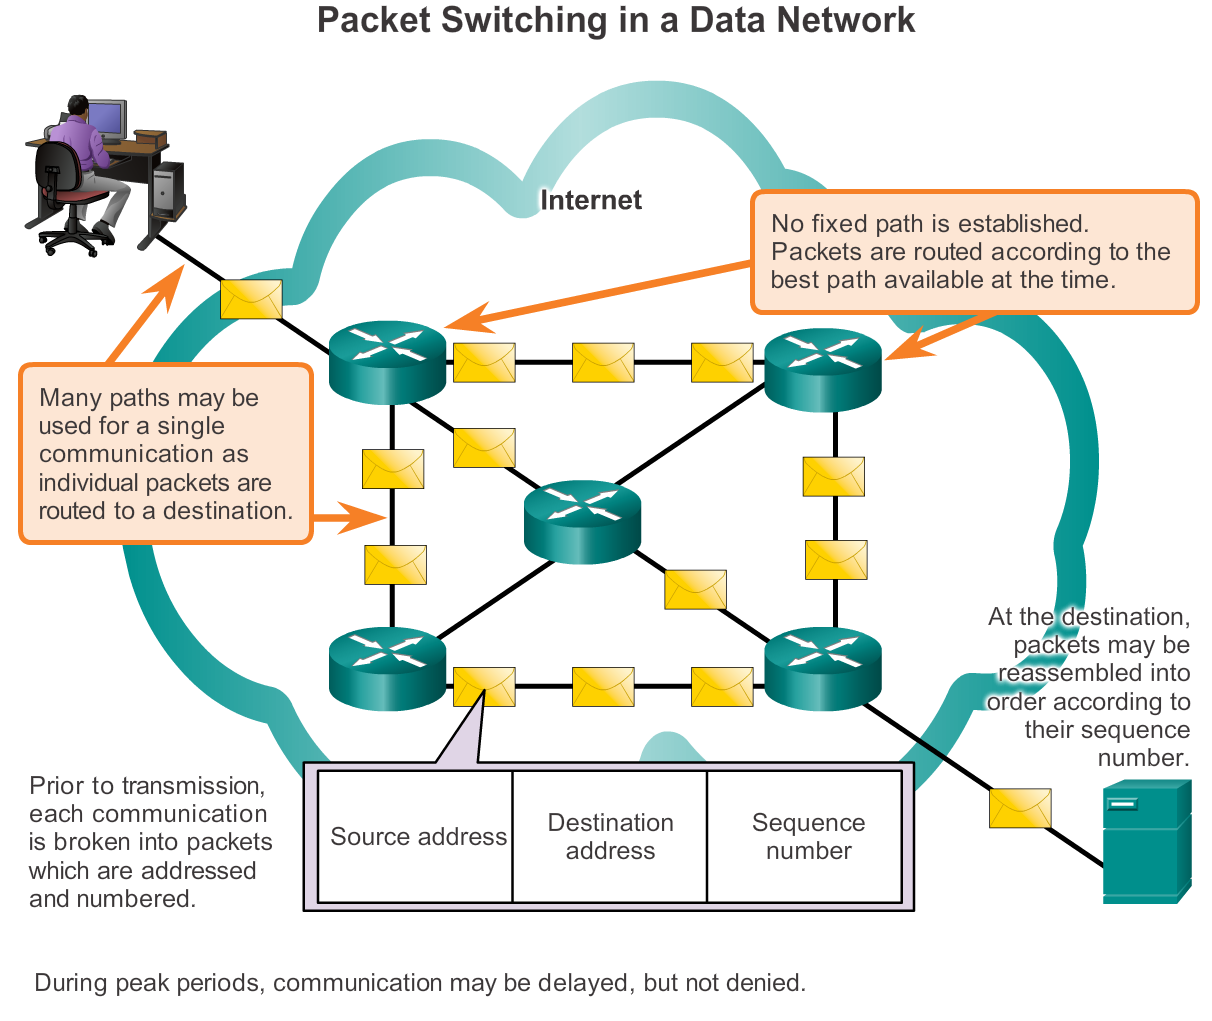 Packet Switching in a Data Network
Internet
No fixed path is established.
Packets are routed according to the
best path available at the time.
Many paths may be
used for a single
communication as
individual packets are
routed to a destination.
At the destination,
packets may be
reassembled into
order according to
their sequence
number.
Prior to transmission,
each communication
is broken into packets
which are addressed
and numbered.
Source address
Destination
address
Sequence
number
During peak periods, communication may be delayed, but not denied.